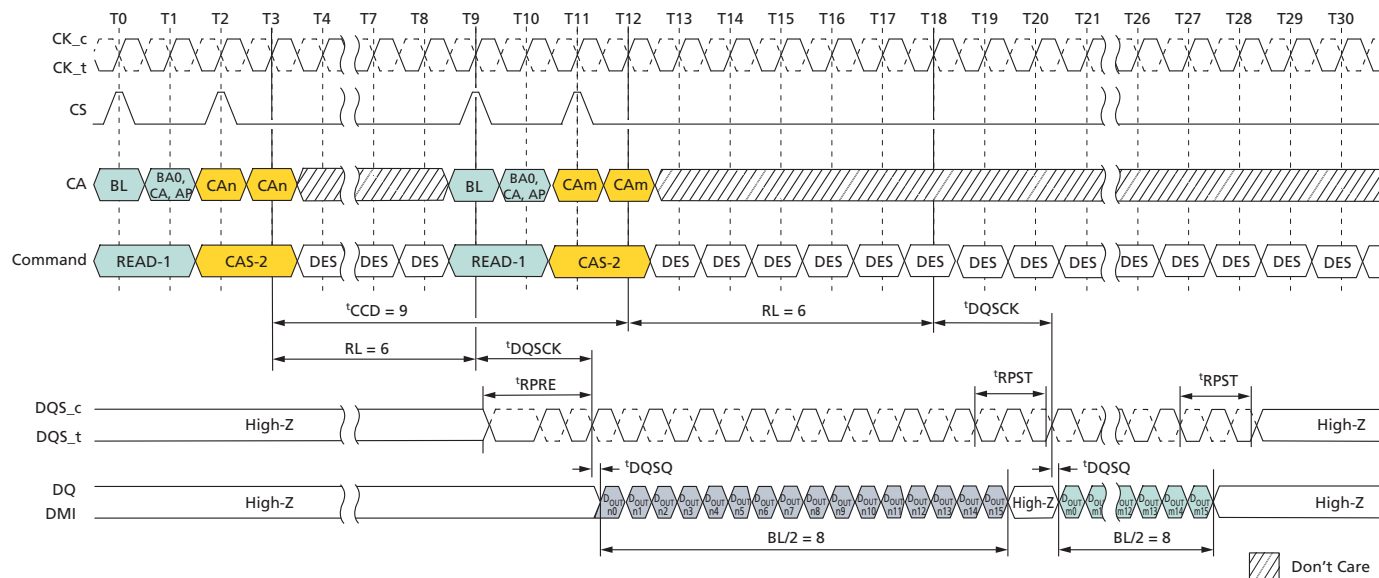 T0 T1 T2 T3 T4 T7 T8 T9 T10 T11 T12 T13 T14 T15 T16 T17 T18 T19 T20 T21 T26 T27 T28 T29 T30
CK_c
CK_t
CS
CA BL BA0, CA, AP CAn CAn BL BA0, CA, AP CAm CAm
Command READ-1 CAS-2 DES DES DES READ-1 CAS-2 DES DES DES DES DES DES DES DES DES DES DES DES DES DES
tCCD = 9 RL = 6 tDQSCK
RL = 6 tDQSCK
tRPRE tRPST tRPST
DQS_c
DQS_t
High-Z High-Z
tDQSQ tDQSQ
DQ
DMI
High-Z DOUT n0 DOUT n1 DOUT n2 DOUT n3 DOUT n4 DOUT n5 DOUT n6 DOUT n7 DOUT n8 DOUT n9 DOUT n10 DOUT n11 DOUT n12 DOUT n13 DOUT n14 DOUT n15 High-Z DOUT m0 DOUT m1 DOUT m12 DOUT m13 DOUT m14 DOUT m15 High-Z
BL/2 = 8 BL/2 = 8
Don't Care